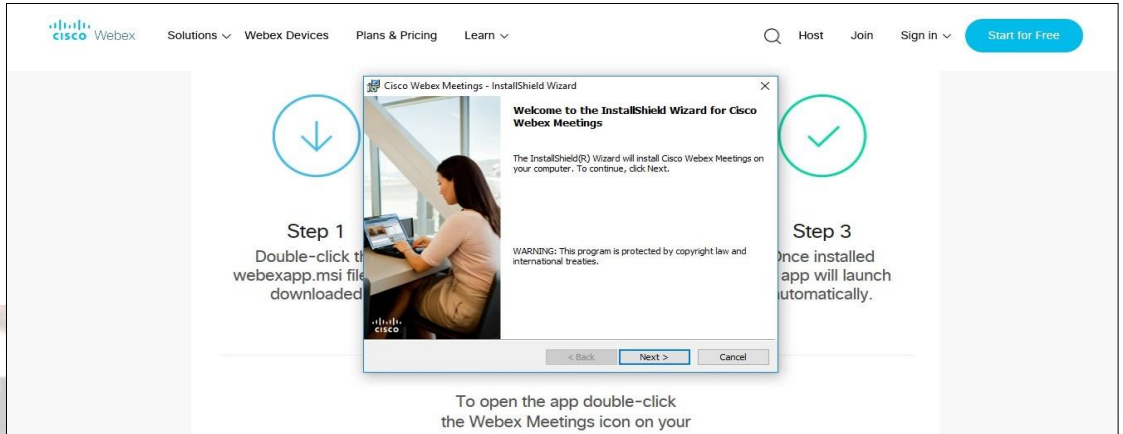 CISCO Webex
Solutions Webex Devices Plans & Pricing Learn Host Join Sign in Start for Free
Cisco Webex Meetings - InstallShield Wizard
Welcome to the InstallShield Wizard for Cisco
Webex Meetings
The InstallShield(R) Wizard will install Cisco Webex Meetings on
your computer. To continue, click Next.
WARNING: This program is protected by copyright law and
international treaties.
CISCO
< Back Next > Cancel
Step 1
Double-click
webexapp.msi
downloaded
Step 3
installed
app will launch
To open the app double-click
the Webex Meetings icon on your